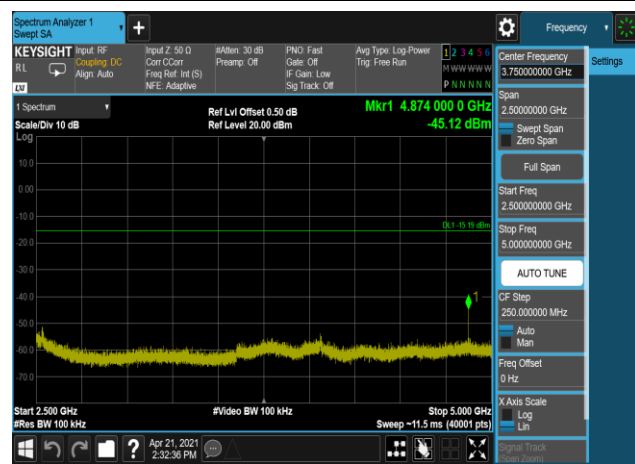 Spectrum Analyzer 1
Swept SA
+
Frequency
KEYSIGHT
RL
LXI
Input: RF
Coupling: DC
Align: Auto
Input Z: 50 Ω
Corr CCorr
Freq Ref: Int (S)
NFE: Adaptive
#Atten: 30 dB
Preamp: Off
PNO: Fast
Gate: Off
IF Gain: Low
Sig Track: Off
Avg Type: Log-Power
Trig: Free Run
1 2 3 4 5 6
M W W W W W
P N N N N N
Settings
Center Frequency
3.750000000 GHz
Span
2.50000000 GHz
Swept Span
Zero Span
Full Span
Start Freq
2.500000000 GHz
Stop Freq
5.000000000 GHz
AUTO TUNE
CF Step
250.000000 MHz
Auto
Man
Freq Offset
0 Hz
X Axis Scale
Log
Lin
Signal Track
(Span Zoom)
1 Spectrum
Scale/Div 10 dB
Log
Ref Lvl Offset 0.50 dB
Ref Level 20.00 dBm
Mkr1 4.874 000 0 GHz
-45.12 dBm
10.0
0.00
-10.0
-20.0
-30.0
-40.0
-50.0
-60.0
-70.0
DL1 -15.19 dBm
1
Start 2.500 GHz
#Res BW 100 kHz
#Video BW 100 kHz
Stop 5.000 GHz
Sweep ~11.5 ms (40001 pts)
?
Apr 21, 2021
2:32:36 PM